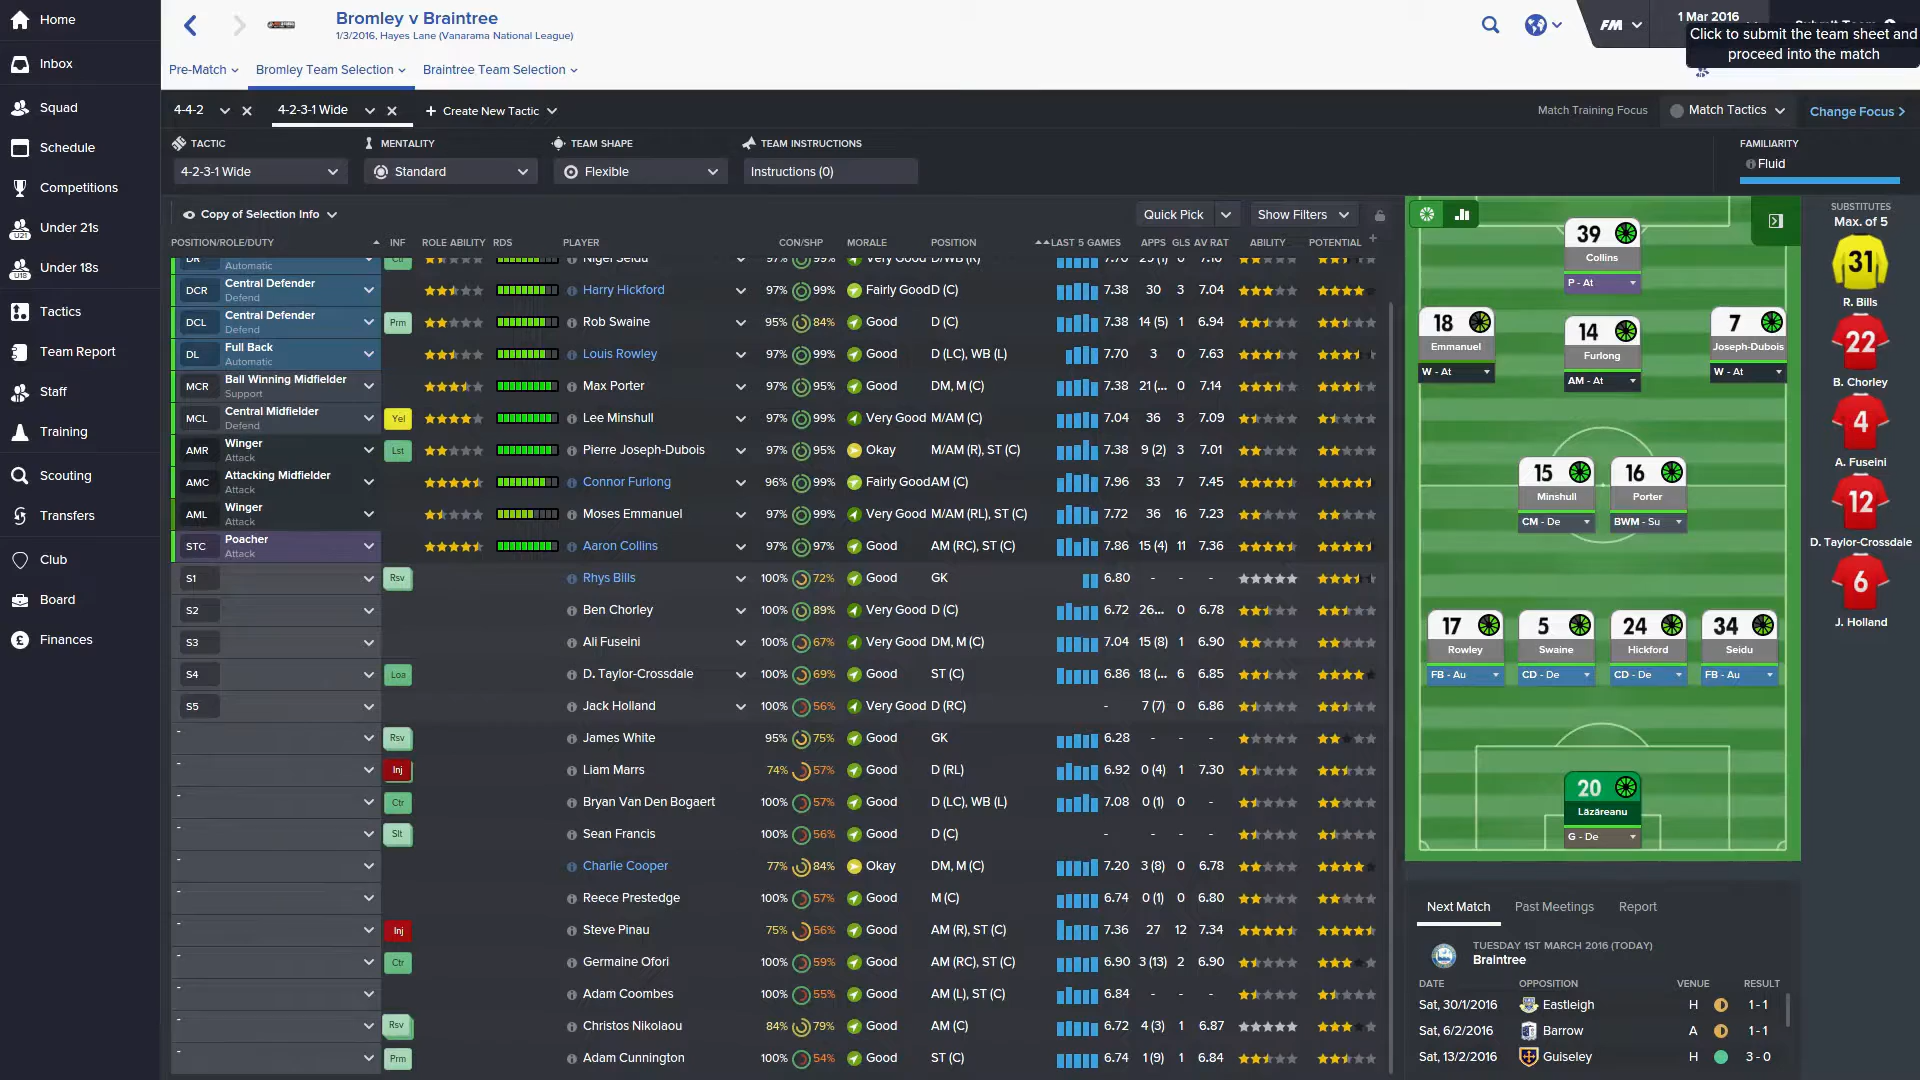 Home
Inbox
Squad
Schedule
Competitions
Under 21s
Under 18s
Tactics
Team Report
Staff
Training
Scouting
Transfers
Club
Board
Finances
Bromley v Braintree
1/3/2016, Hayes Lane (Vanarama National League)
FM
1 Mar 2016
Click to submit the team sheet and
proceed into the match
Pre-Match Bromley Team Selection Braintree Team Selection
4-4-2 4-2-3-1 Wide Create New Tactic
Match Training Focus Match Tactics Change Focus >
TACTIC MENTALITY TEAM SHAPE TEAM INSTRUCTIONS
4-2-3-1 Wide Standard Flexible Instructions (0)
FAMILIARITY
Fluid
Copy of Selection Info Quick Pick Show Filters
POSITION/ROLE/DUTY INF ROLE ABILITY RDS PLAYER CON/SHP MORALE POSITION LAST 5 GAMES APPS GLS AV RAT ABILITY POTENTIAL
DR Automatic Ctr Nigel Seidu 97% 99% Very Good D/WB (R) 7.70 25 (1) 0 7.10
DCR Central Defender Defend Harry Hickford 97% 99% Fairly Good D (C) 7.38 30 3 7.04
DCL Central Defender Defend Prm Rob Swaine 95% 84% Good D (C) 7.38 14 (5) 1 6.94
DL Full Back Automatic Louis Rowley 97% 99% Good D (LC), WB (L) 7.70 3 0 7.63
MCR Ball Winning Midfielder Support Max Porter 97% 95% Good DM, M (C) 7.38 21 (... 0 7.14
MCL Central Midfielder Defend Yel Lee Minshull 97% 99% Very Good M/AM (C) 7.04 36 3 7.09
AMR Winger Attack Lst Pierre Joseph-Dubois 97% 95% Okay M/AM (R), ST (C) 7.38 9 (2) 3 7.01
AMC Attacking Midfielder Attack Connor Furlong 96% 99% Fairly Good AM (C) 7.96 33 7 7.45
AML Winger Attack Moses Emmanuel 97% 99% Very Good M/AM (RL), ST (C) 7.72 36 16 7.23
STC Poacher Attack Aaron Collins 97% 97% Good AM (RC), ST (C) 7.86 15 (4) 11 7.36
S1 Rsv Rhys Bills 100% 72% Good GK 6.80 - - -
S2 Ben Chorley 100% 89% Very Good D (C) 6.72 26... 0 6.78
S3 Ali Fuseini 100% 67% Very Good DM, M (C) 7.04 15 (8) 1 6.90
S4 Loa D. Taylor-Crossdale 100% 69% Good ST (C) 6.86 18 (... 6 6.85
S5 Jack Holland 100% 56% Very Good D (RC) - 7 (7) 0 6.86
- Rsv James White 95% 75% Good GK 6.28 - - -
- Inj Liam Marrs 74% 57% Good D (RL) 6.92 0 (4) 1 7.30
- Ctr Bryan Van Den Bogaert 100% 57% Good D (LC), WB (L) 7.08 0 (1) 0 -
- Slt Sean Francis 100% 56% Good D (C) - - - -
- Charlie Cooper 77% 84% Okay DM, M (C) 7.20 3 (8) 0 6.78
- Reece Prestedge 100% 57% Good M (C) 6.74 0 (1) 0 6.80
- Inj Steve Pinau 75% 56% Good AM (R), ST (C) 7.36 27 12 7.34
- Ctr Germaine Ofori 100% 59% Good AM (RC), ST (C) 6.90 3 (13) 2 6.90
- Adam Coombes 100% 55% Good AM (L), ST (C) 6.84 - - -
- Rsv Christos Nikolaou 84% 79% Good AM (C) 6.72 4 (3) 1 6.87
- Prm Adam Cunnington 100% 54% Good ST (C) 6.74 1 (9) 1 6.84
39
Collins
P - At
18 14 7
Emmanuel Furlong Joseph-Dubois
W - At AM - At W - At
15 16
Minshull Porter
CM - De BWM - Su
17 5 24 34
Rowley Swaine Hickford Seidu
FB - Au CD - De CD - De FB - Au
20
Lăzăreanu
G - De
SUBSTITUTES
Max. of 5
31
R. Bills
22
B. Chorley
4
A. Fuseini
12
D. Taylor-Crossdale
6
J. Holland
Next Match Past Meetings Report
TUESDAY 1ST MARCH 2016 (TODAY)
Braintree
DATE OPPOSITION VENUE RESULT
Sat, 30/1/2016 Eastleigh H 1 - 1
Sat, 6/2/2016 Barrow A 1 - 1
Sat, 13/2/2016 Guiseley H 3 - 0